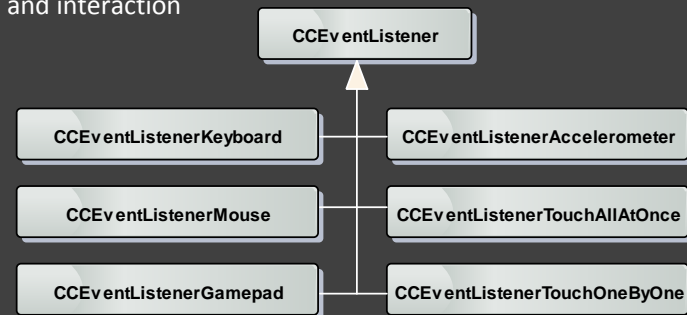 and interaction
CCEventListener
CCEventListenerKeyboard
CCEventListenerAccelerometer
CCEventListenerMouse
CCEventListenerTouchAllAtOnce
CCEventListenerGamepad
CCEventListenerTouchOneByOne